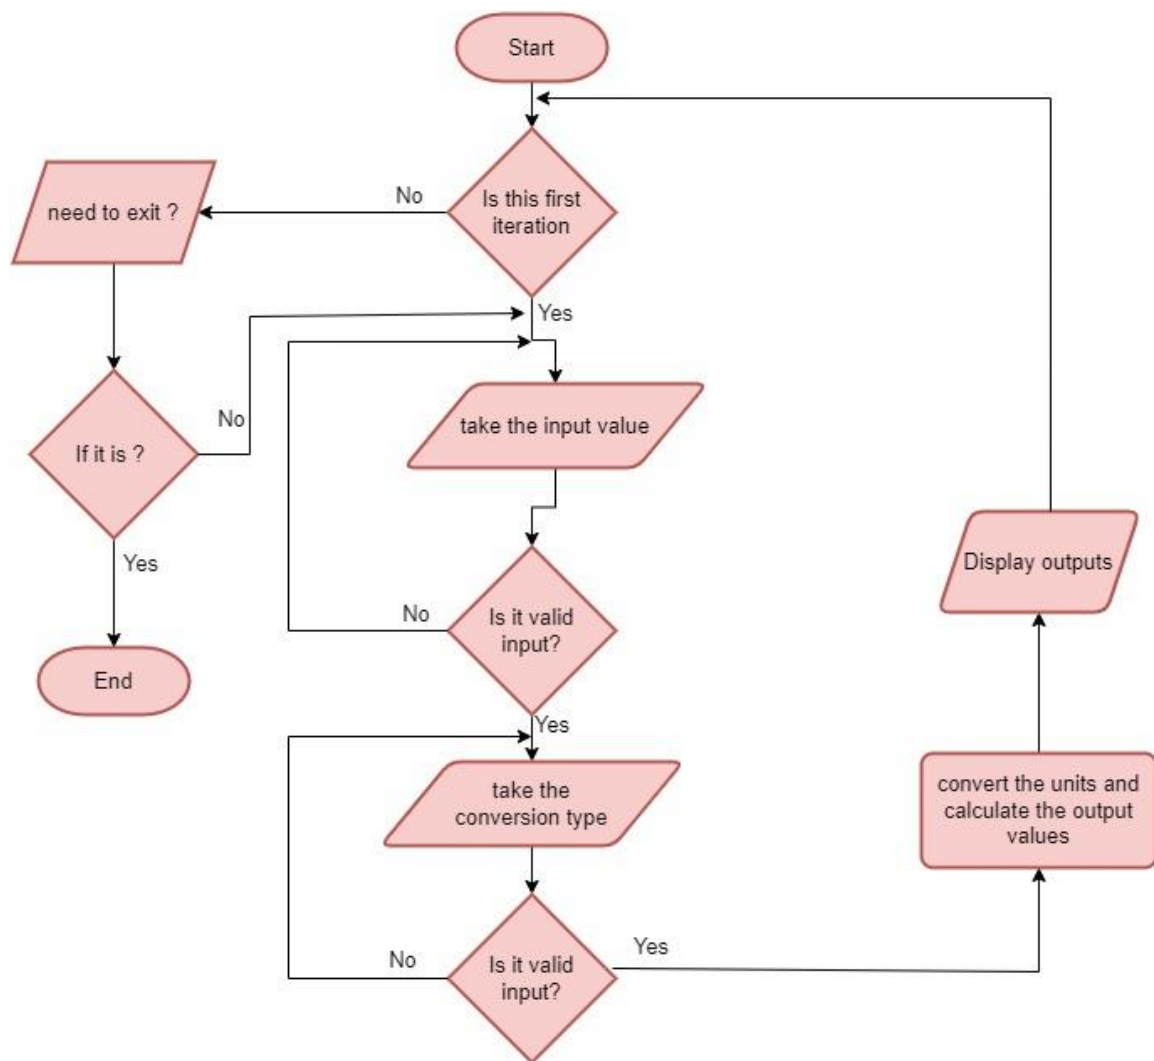 Start
Is this first
iteration
No
need to exit ?
Yes
No
take the input value
If it is ?
Yes
Display outputs
No
Is it valid
input?
End
Yes
take the
conversion type
convert the units and
calculate the output
values
Yes
No
Is it valid
input?